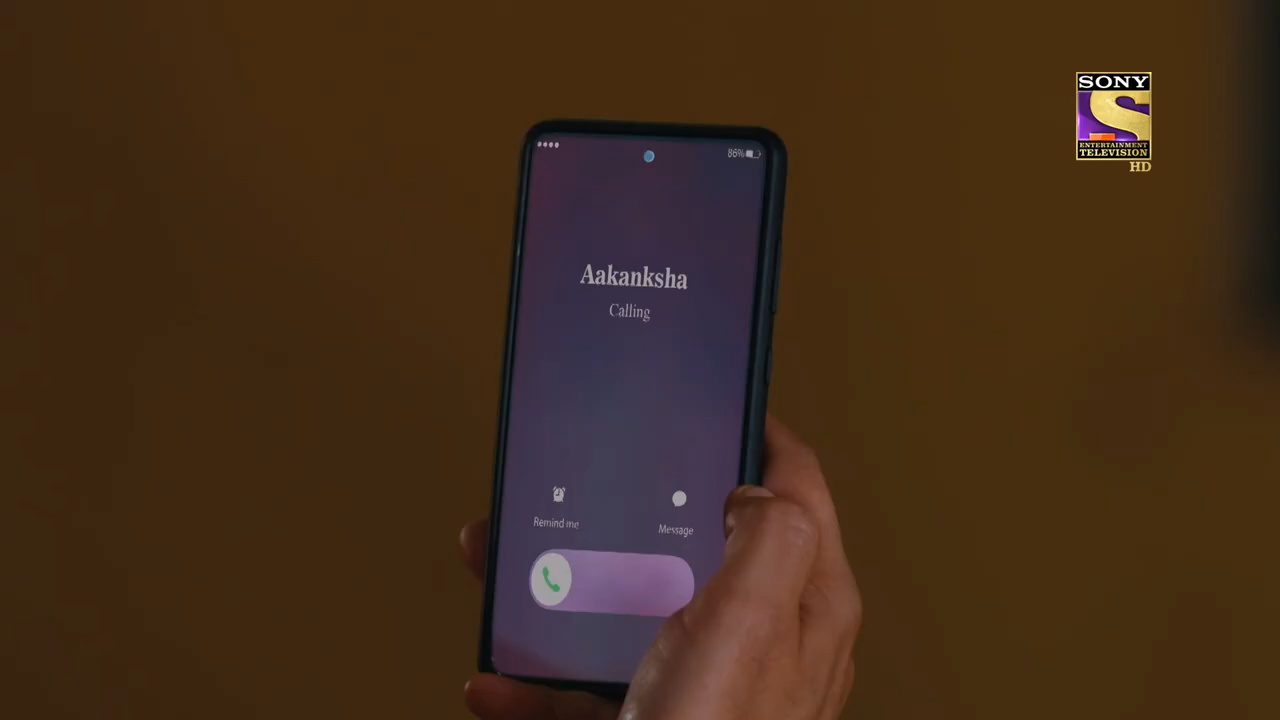 86%
Aakanksha
Calling
Remind me
Message
SONY
ENTERTAINMENT
TELEVISION
HD